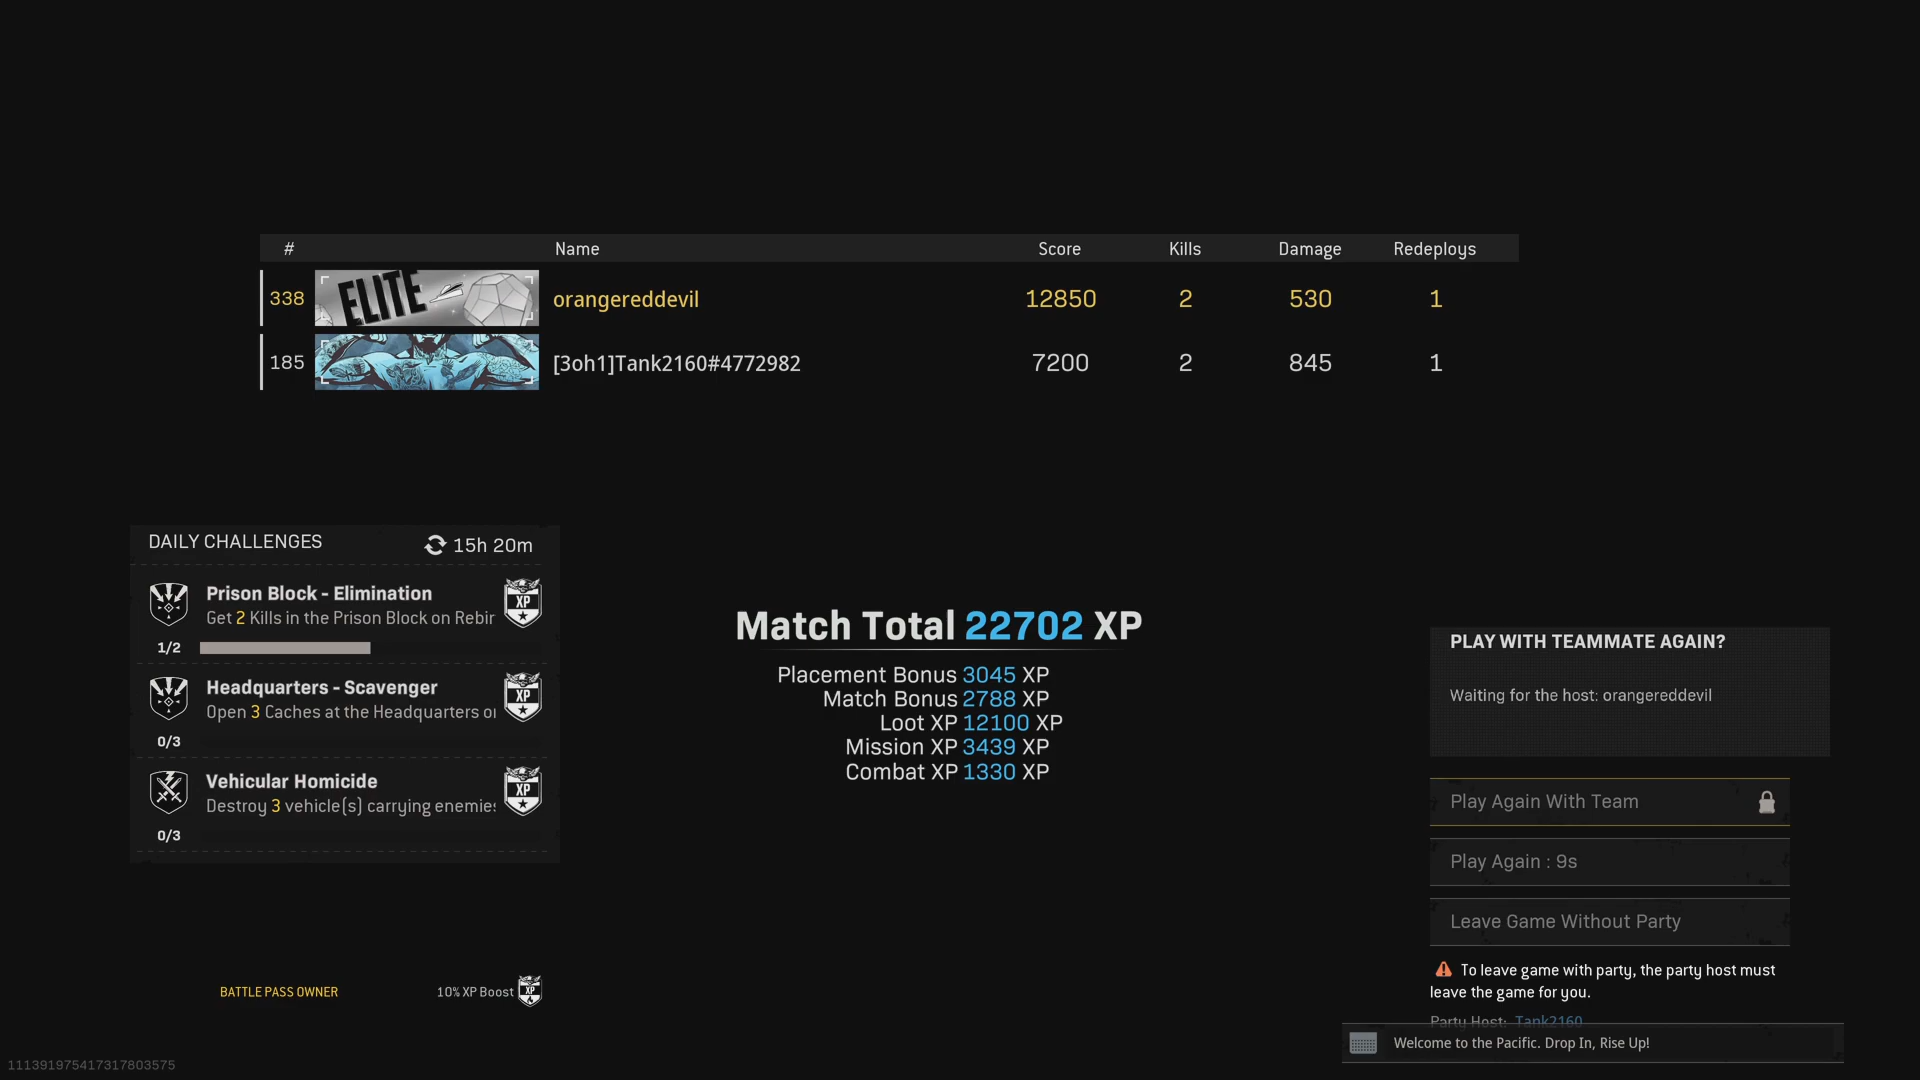 # Name Score Kills Damage Redeploys
338 ELITE orangereddevil 12850 2 530 1
185 [3oh1]Tank2160#4772982 7200 2 845 1
DAILY CHALLENGES 15h 20m
Prison Block - Elimination
Get 2 Kills in the Prison Block on Rebir
XP
1/2
Headquarters - Scavenger
Open 3 Caches at the Headquarters or
XP
0/3
Vehicular Homicide
Destroy 3 vehicle(s) carrying enemies
XP
0/3
BATTLE PASS OWNER
10% XP Boost XP
Match Total 22702 XP
Placement Bonus 3045 XP
Match Bonus 2788 XP
Loot XP 12100 XP
Mission XP 3439 XP
Combat XP 1330 XP
PLAY WITH TEAMMATE AGAIN?
Waiting for the host: orangereddevil
Play Again With Team
Play Again : 9s
Leave Game Without Party
To leave game with party, the party host must
leave the game for you.
Party Host: Tank2160
Welcome to the Pacific. Drop In, Rise Up!
111391975417317803575